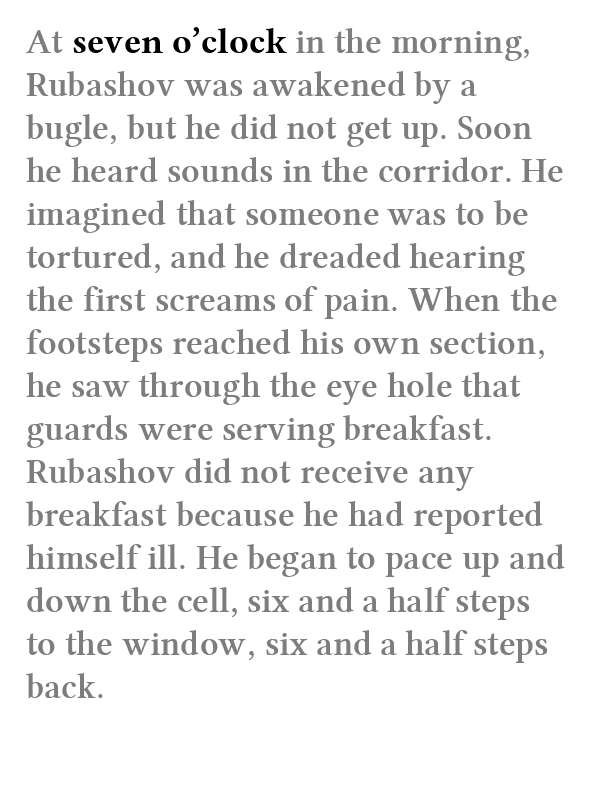 At seven o’clock in the morning,
Rubashov was awakened by a
bugle, but he did not get up. Soon
he heard sounds in the corridor. He
imagined that someone was to be
tortured, and he dreaded hearing
the first screams of pain. When the
footsteps reached his own section,
he saw through the eye hole that
guards were serving breakfast.
Rubashov did not receive any
breakfast because he had reported
himself ill. He began to pace up and
down the cell, six and a half steps
to the window, six and a half steps
back.